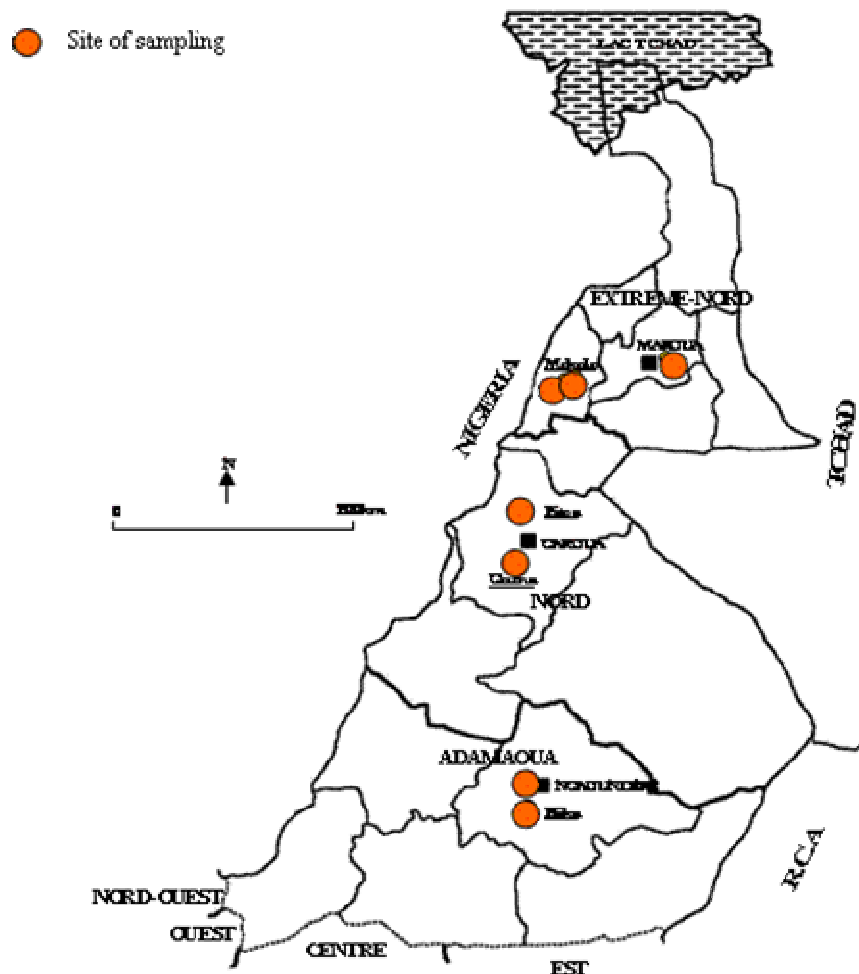 Site of sampling
LAC TCHAD
EXTREME-NORD
MAROUA
NIGERIA
TCHAD
N
0
GAROUA
NORD
ADAMAOUA
RCA
NORD-OUEST
OUEST
CENTRE
EST